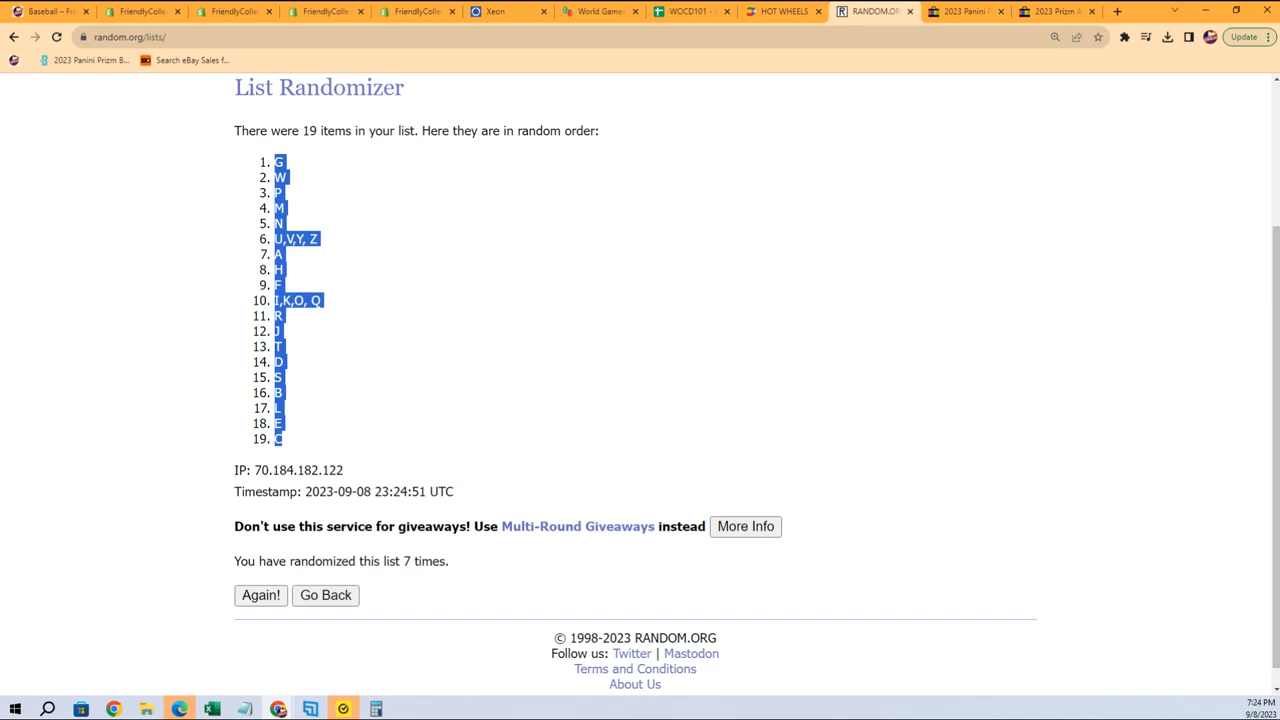 Baseball – Fri
FriendlyCollec
FriendlyCollec
FriendlyCollec
FriendlyCollec
Xeon
World Games
WOCD101 - G
HOT WHEELS
RANDOM.OR
2023 Panini P
2023 Prizm A
random.org/lists/
Update
2023 Panini Prizm B...
Search eBay Sales f...
List Randomizer
There were 19 items in your list. Here they are in random order:
1. G
2. W
3. P
4. M
5. N
6. U,V,Y, Z
7. A
8. H
9. F
10. I,K,O, Q
11. R
12. J
13. T
14. D
15. S
16. B
17. L
18. E
19. C
IP: 70.184.182.122
Timestamp: 2023-09-08 23:24:51 UTC
Don't use this service for giveaways! Use Multi-Round Giveaways instead More Info
You have randomized this list 7 times.
Again! Go Back
© 1998-2023 RANDOM.ORG
Follow us: Twitter | Mastodon
Terms and Conditions
About Us
7:24 PM
9/8/2023